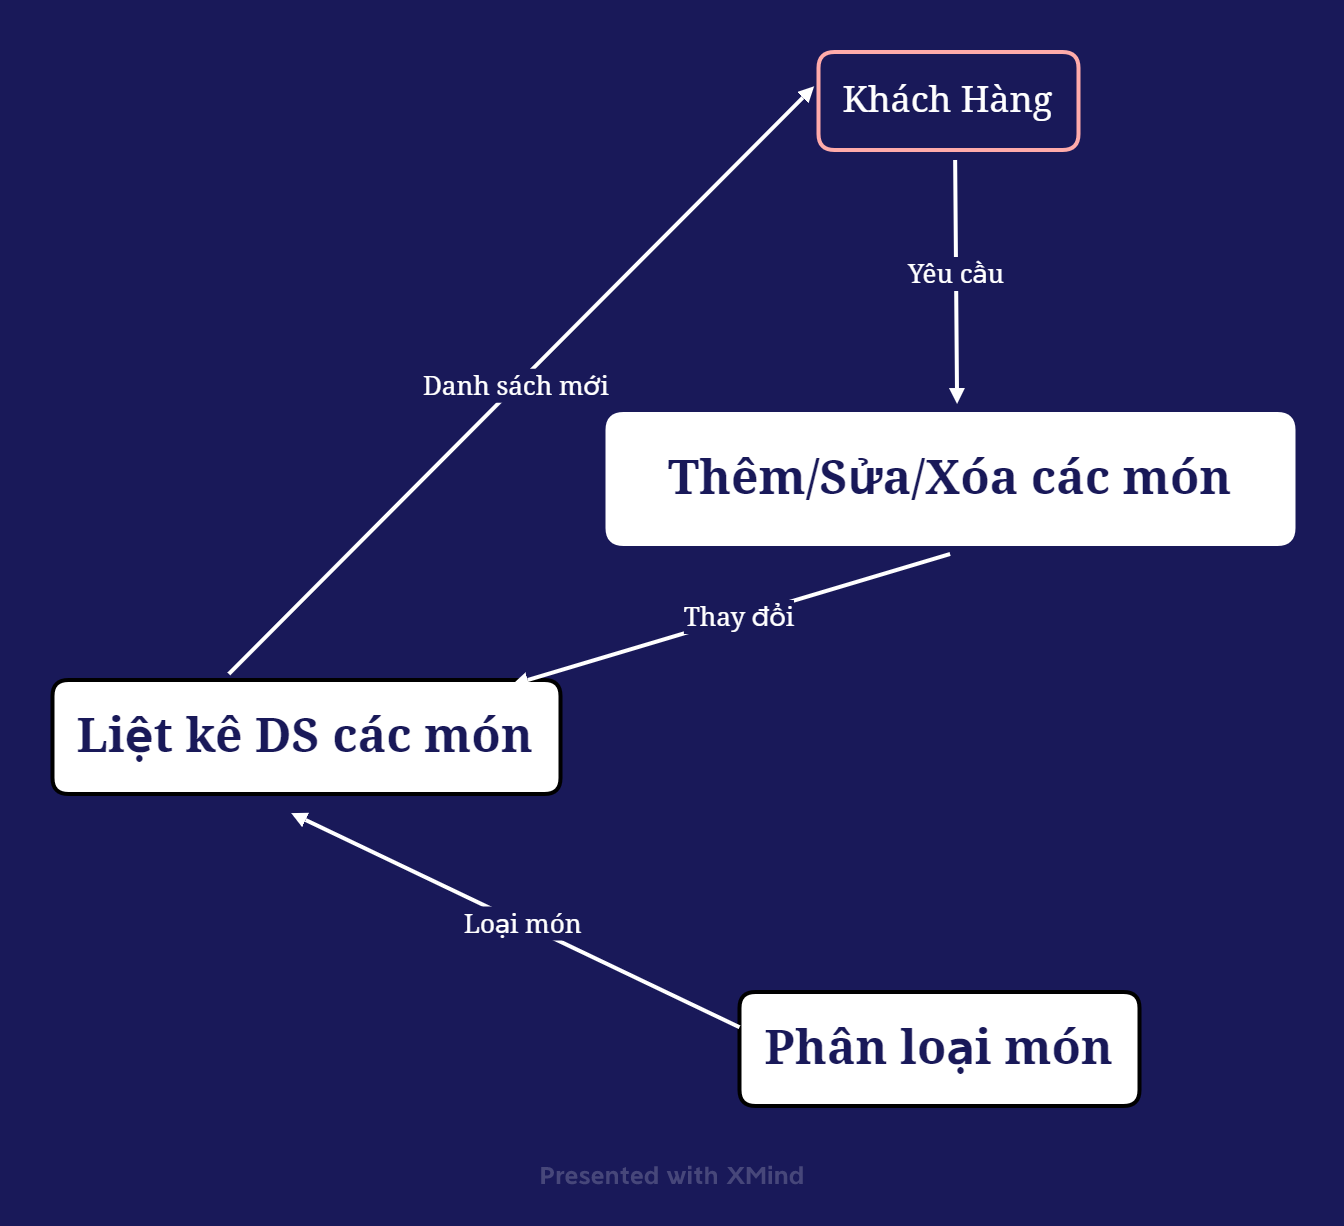 Khách Hàng
Yêu cầu
Danh sách mới
Thêm/Sửa/Xóa các món
Thay đổi
Liệt kê DS các món
Loại món
Phân loại món
Presented with XMind